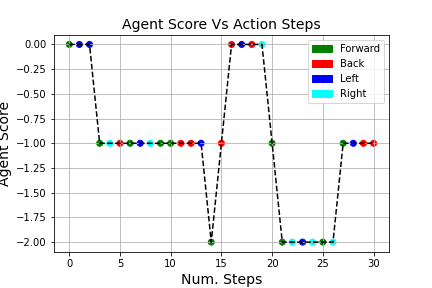 Agent Score Vs Action Steps
0.00
-0.25
-0.50
-0.75
-1.00
-1.25
-1.50
-1.75
-2.00
Agent Score
Forward
Back
Left
Right
0 5 10 15 20 25 30
Num. Steps